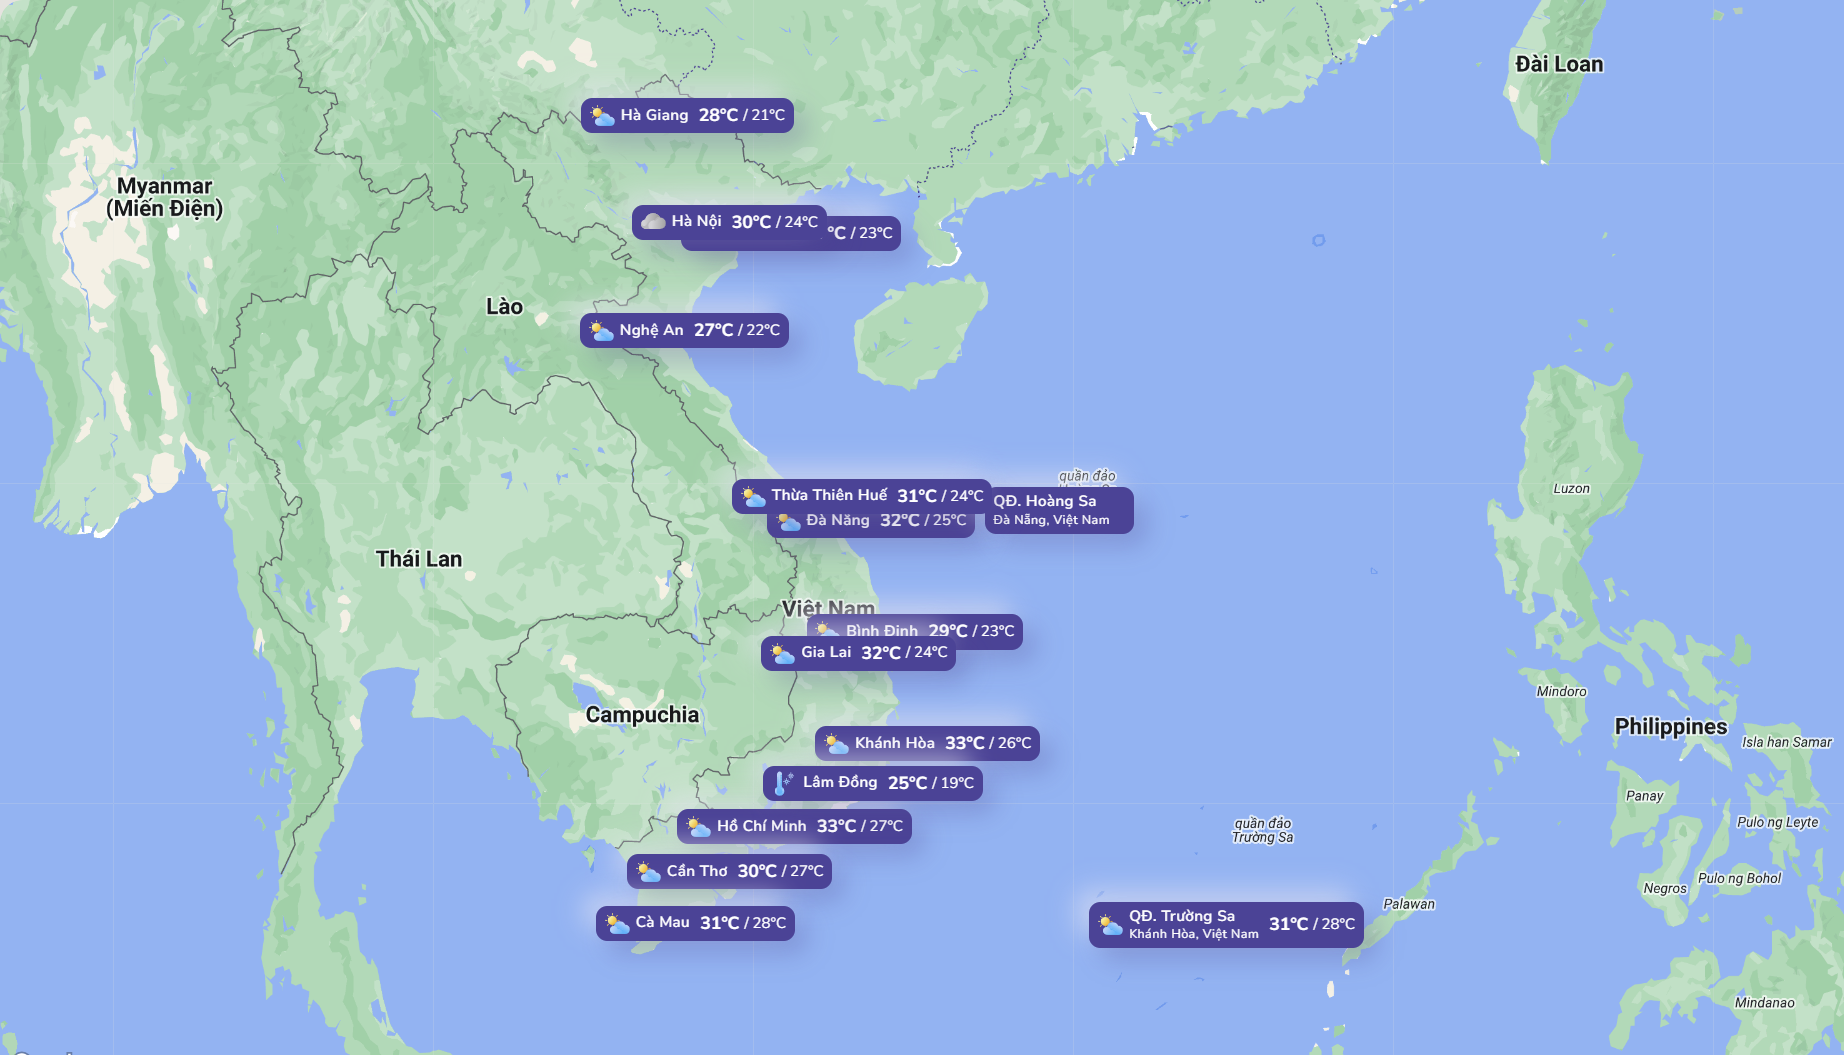 Đài Loan
Hà Giang 28°C / 21°C
Myanmar
(Miến Điện)
Hà Nội 30°C / 24°C
°C / 23°C
Lào
Nghệ An 27°C / 22°C
quần đảo
Luzon
Thừa Thiên Huế 31°C / 24°C
QĐ. Hoàng Sa
Đà Nẵng, Việt Nam
Đà Nẵng 32°C / 25°C
Thái Lan
Việt Nam
Bình Định 29°C / 23°C
Gia Lai 32°C / 24°C
Mindoro
Campuchia
Philippines
Khánh Hòa 33°C / 26°C
Isla han Samar
Lâm Đồng 25°C / 19°C
Panay
Hồ Chí Minh 33°C / 27°C
quần đảo
Trường Sa
Pulo ng Leyte
Cần Thơ 30°C / 27°C
Pulo ng Bohol
Negros
Palawan
Cà Mau 31°C / 28°C
QĐ. Trường Sa
Khánh Hòa, Việt Nam
31°C / 28°C
Mindanao